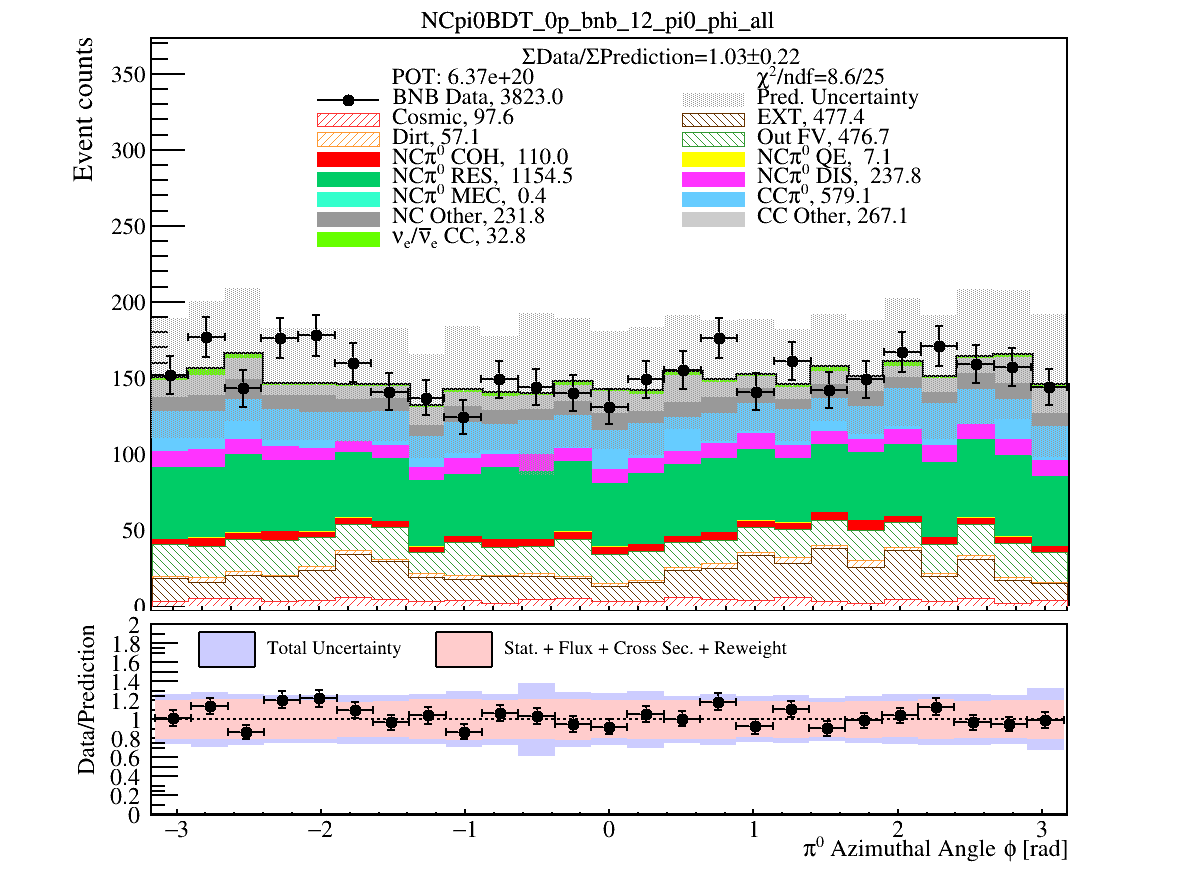 NCpi0BDT_0p_bnb_12_pi0_phi_all
ΣData/ΣPrediction=1.03±0.22
POT: 6.37e+20
χ²/ndf=8.6/25
BNB Data, 3823.0
Pred. Uncertainty
Cosmic, 97.6
EXT, 477.4
Dirt, 57.1
Out FV, 476.7
NCπ⁰ COH, 110.0
NCπ⁰ QE, 7.1
NCπ⁰ RES, 1154.5
NCπ⁰ DIS, 237.8
NCπ⁰ MEC, 0.4
CCπ⁰, 579.1
NC Other, 231.8
CC Other, 267.1
νₑ/ν̅ₑ CC, 32.8
Event counts
350
300
250
200
150
100
50
0
Data/Prediction
2
1.8
1.6
1.4
1.2
1
0.8
0.6
0.4
0.2
0
Total Uncertainty
Stat. + Flux + Cross Sec. + Reweight
−3 −2 −1 0 1 2 3
π⁰ Azimuthal Angle ϕ [rad]